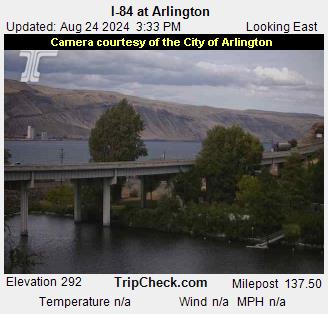 I-84 at Arlington
Updated: Aug 24 2024 3:33 PM Looking East
Camera courtesy of the City of Arlington
Elevation 292 TripCheck.com Milepost 137.50
Temperature n/a Wind n/a MPH n/a